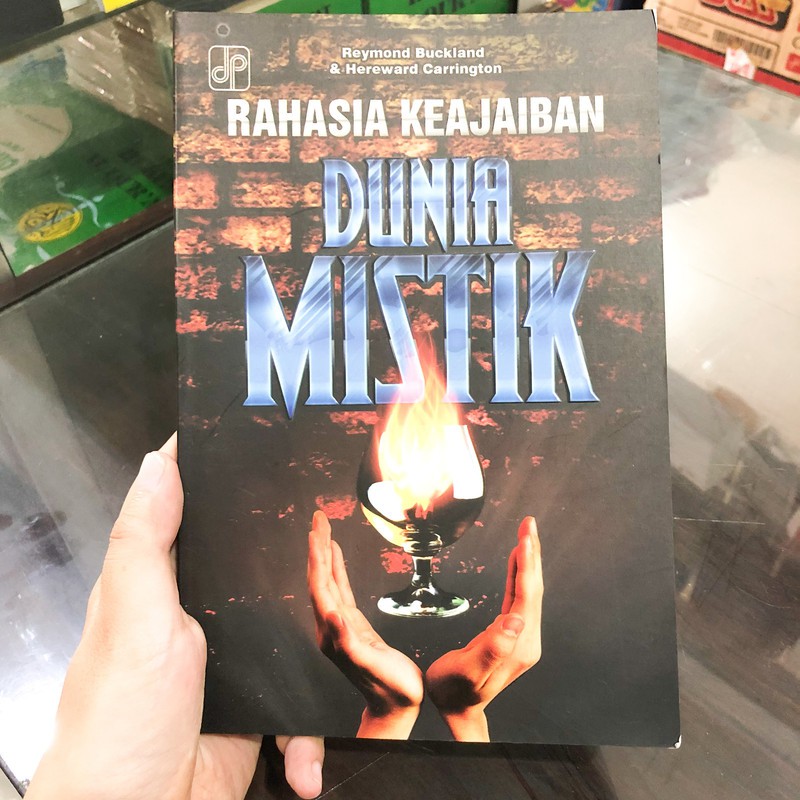 dp
Reymond Buckland
& Hereward Carrington
RAHASIA KEAJAIBAN
DUNIA
MISTIK